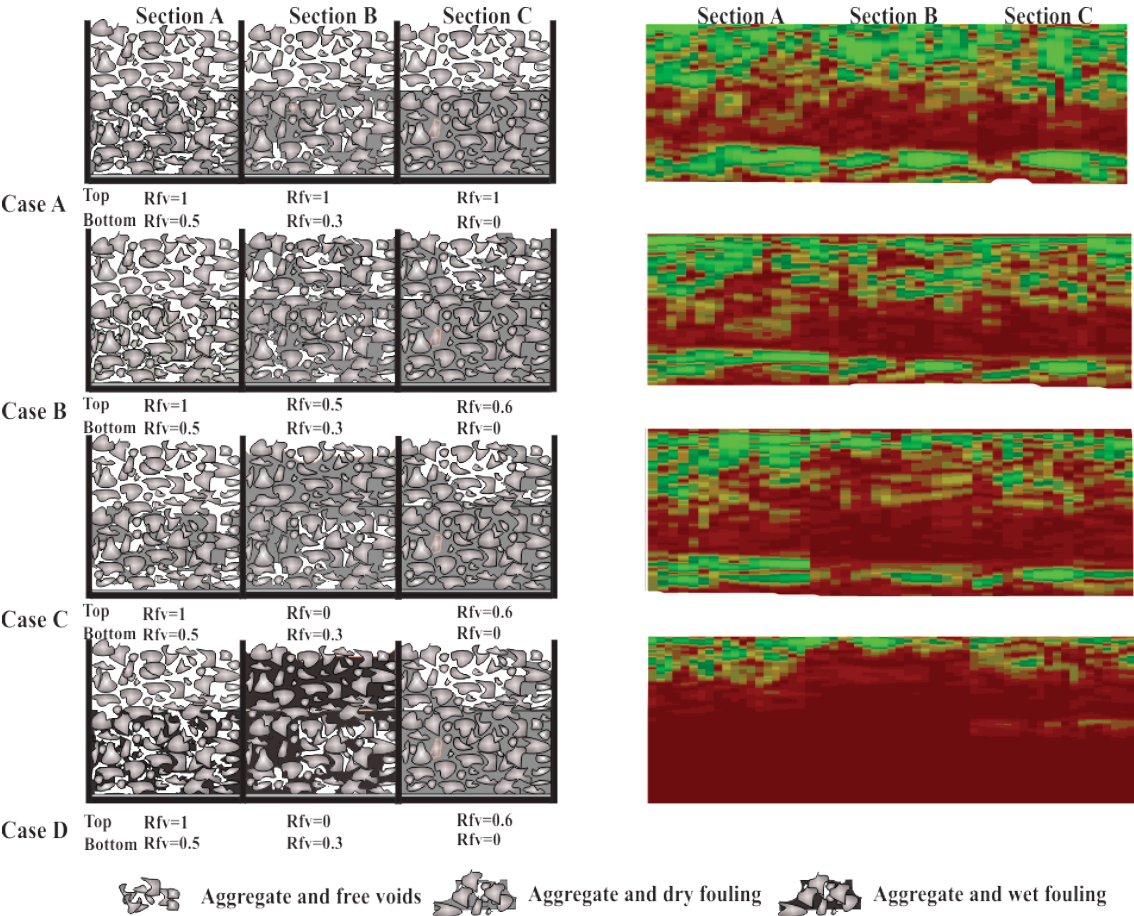 Section A Section B Section C Section A Section B Section C
Case A
Top Rfv=1 Rfv=1 Rfv=1
Bottom Rfv=0.5 Rfv=0.3 Rfv=0
Case B
Top Rfv=1 Rfv=0.5 Rfv=0.6
Bottom Rfv=0.5 Rfv=0.3 Rfv=0
Case C
Top Rfv=1 Rfv=0 Rfv=0.6
Bottom Rfv=0.5 Rfv=0.3 Rfv=0
Case D
Top Rfv=1 Rfv=0 Rfv=0.6
Bottom Rfv=0.5 Rfv=0.3 Rfv=0
Aggregate and free voids Aggregate and dry fouling Aggregate and wet fouling